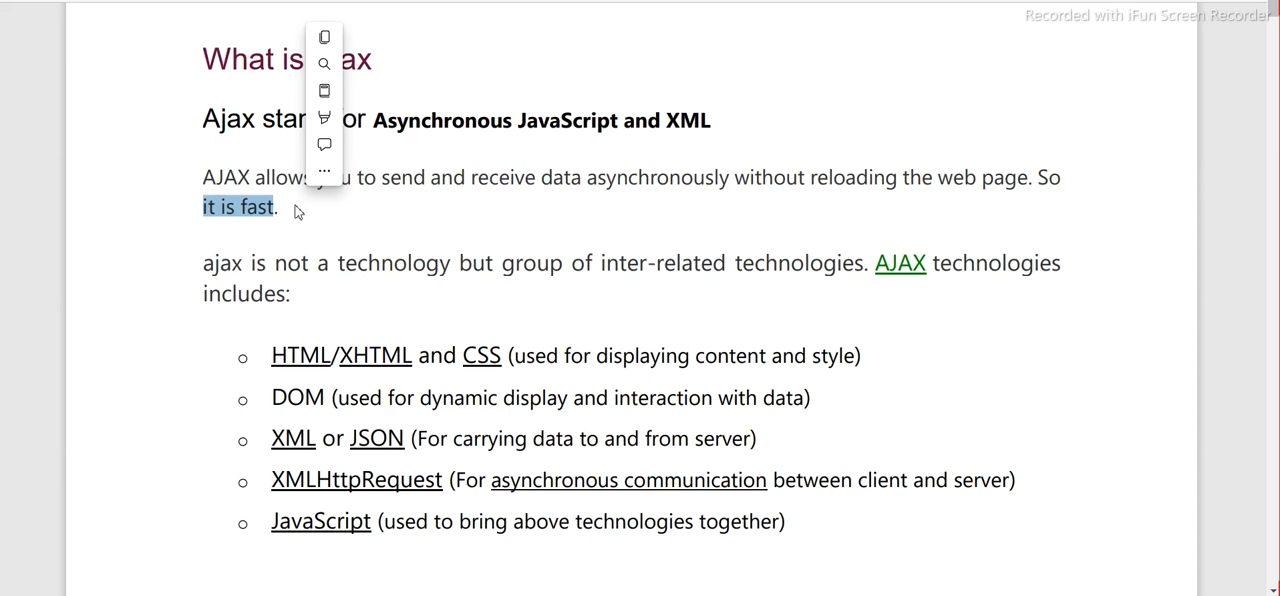 Recorded with iFun Screen Recorder
What is ax
Ajax star or Asynchronous JavaScript and XML
AJAX allows u to send and receive data asynchronously without reloading the web page. So
it is fast.
ajax is not a technology but group of inter-related technologies. AJAX technologies
includes:
o HTML/XHTML and CSS (used for displaying content and style)
o DOM (used for dynamic display and interaction with data)
o XML or JSON (For carrying data to and from server)
o XMLHttpRequest (For asynchronous communication between client and server)
o JavaScript (used to bring above technologies together)